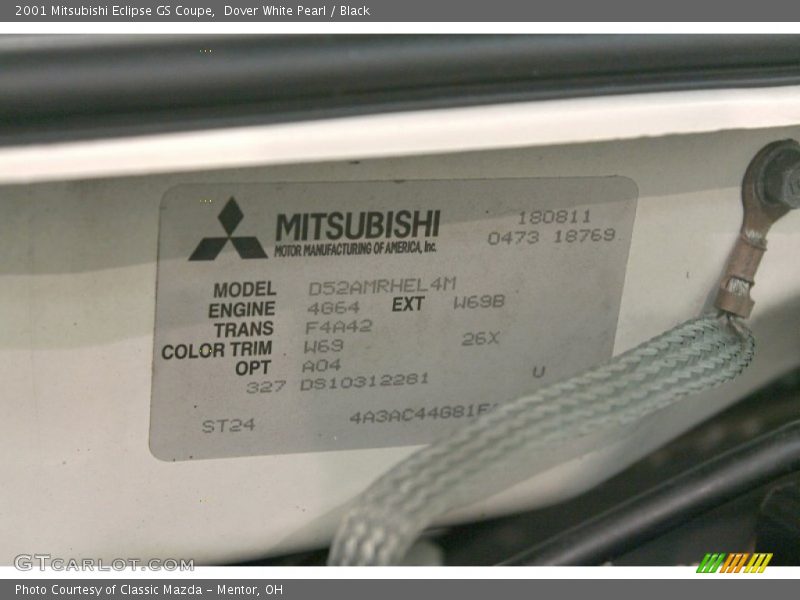 2001 Mitsubishi Eclipse GS Coupe,  Dover White Pearl / Black
MITSUBISHI
MOTOR MANUFACTURING OF AMERICA, Inc.
180811
0473 18769
MODEL D52AMRHEL4M
ENGINE 4G64 EXT W69B
TRANS F4A42
COLOR TRIM W69 26X
OPT A04
327 DS10312281 U
ST24 4A3AC44G81E
GTCARLOT.COM
Photo Courtesy of Classic Mazda - Mentor, OH